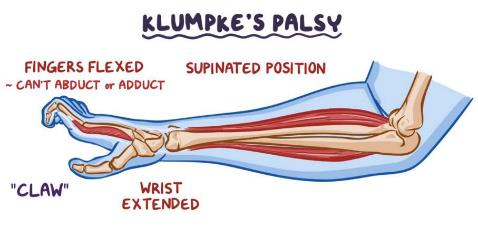 KLUMPKE'S PALSY
FINGERS FLEXED
~ CAN'T ABDUCT or ADDUCT
SUPINATED POSITION
"CLAW"
WRIST
EXTENDED